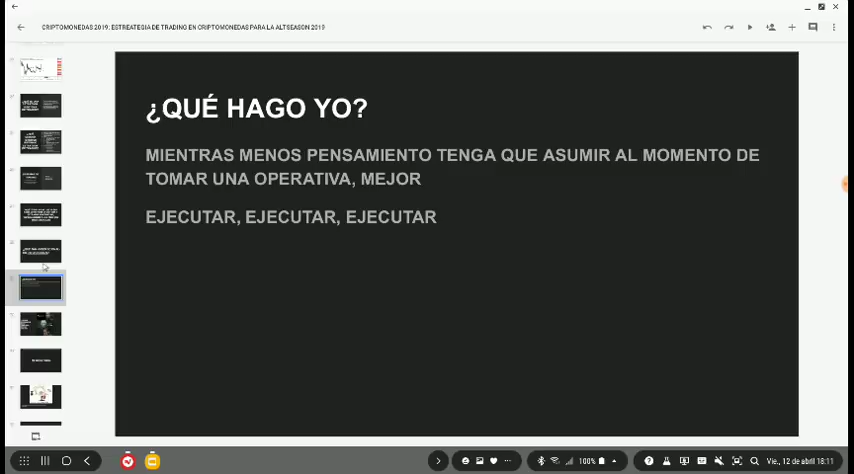 CRIPTOMONEDAS 2019: ESTREATEGIA DE TRADING EN CRIPTOMONEDAS PARA LA ALTSEASON 2019
¿QUÉ HAGO YO?
MIENTRAS MENOS PENSAMIENTO TENGA QUE ASUMIR AL MOMENTO DE
TOMAR UNA OPERATIVA, MEJOR
EJECUTAR, EJECUTAR, EJECUTAR
100%
Vie., 12 de abril 18:11